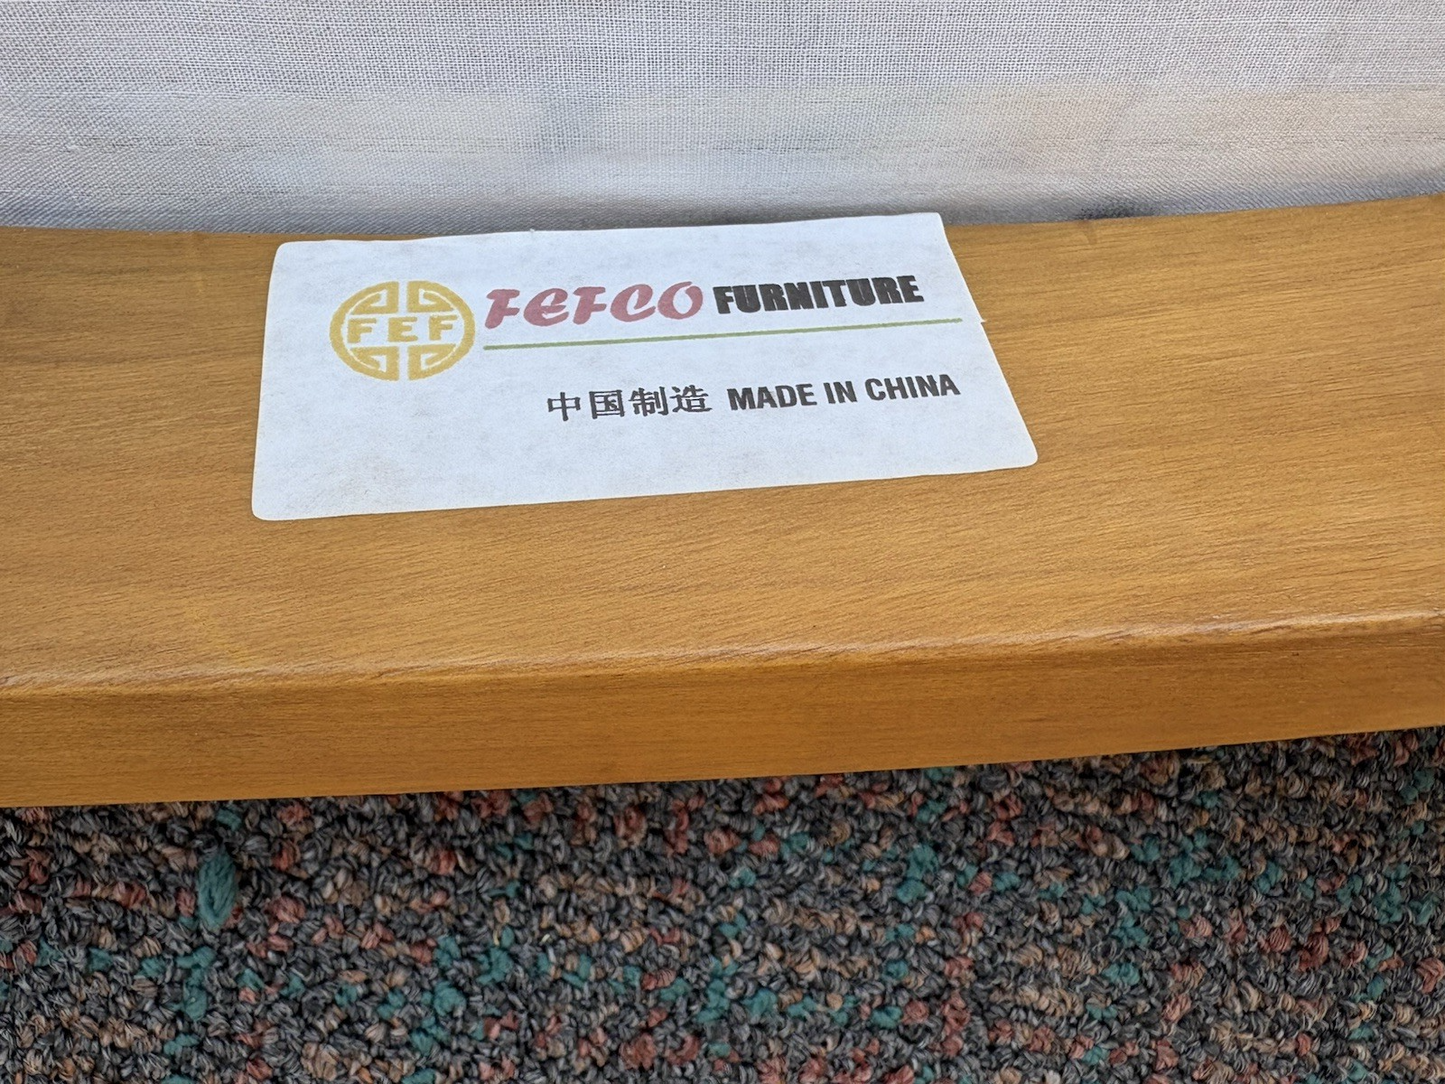 FEF
FEFCO FURNITURE
中国制造 MADE IN CHINA